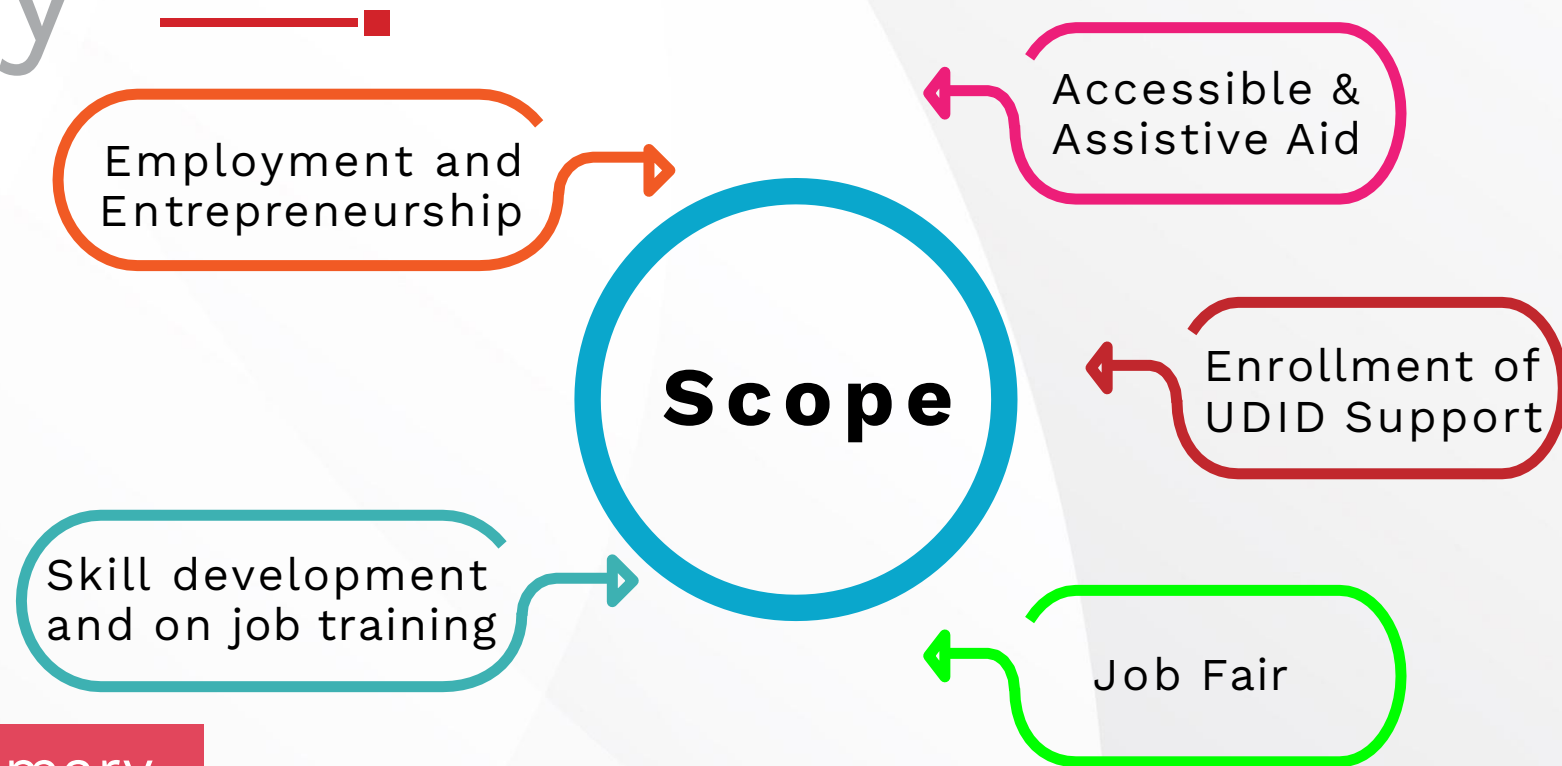 y
Employment and
Entrepreneurship
Accessible &
Assistive Aid
Scope
Enrollment of
UDID Support
Skill development
and on job training
Job Fair